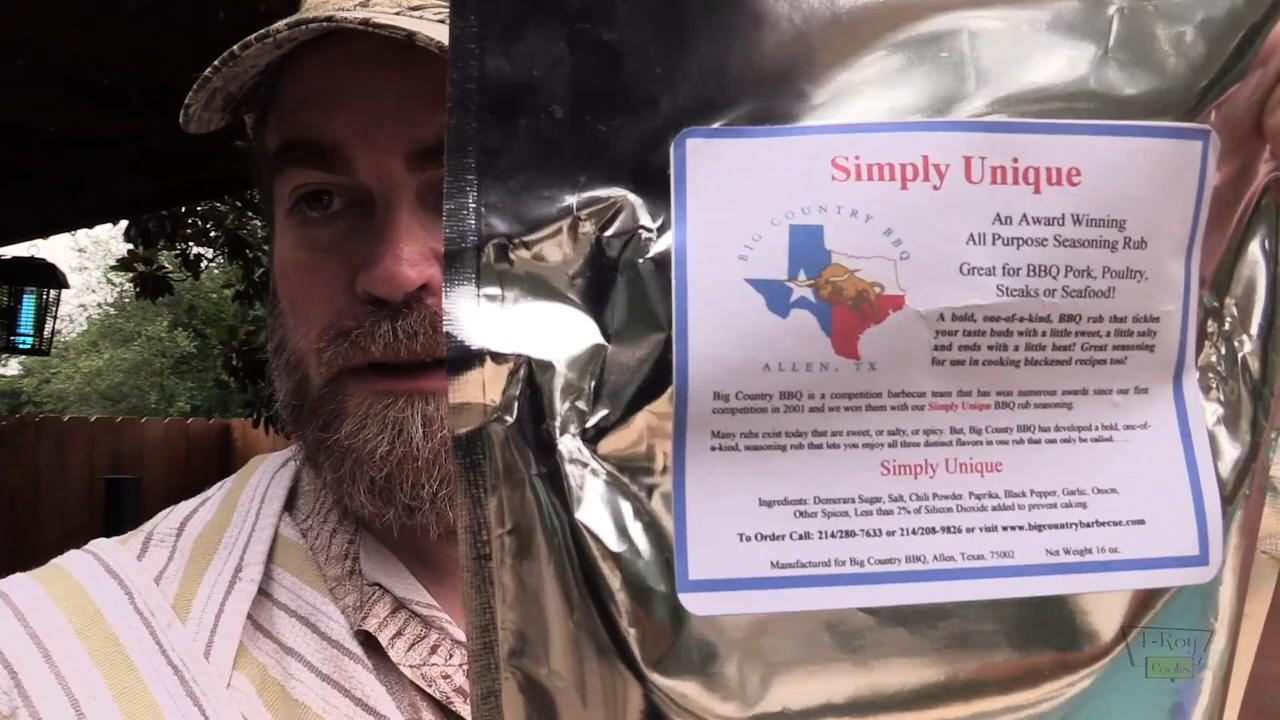 Simply Unique
BIG COUNTRY BBQ
ALLEN, TX
An Award Winning
All Purpose Seasoning Rub
Great for BBQ Pork, Poultry,
Steaks or Seafood!
A bold, one-of-a-kind, BBQ rub that tickles
your taste buds with a little sweet, a little salty
and ends with a little heat! Great seasoning
for use in cooking blackened recipes too!
Big Country BBQ is a competition barbecue team that has won numerous awards since our first
competition in 2001 and we won them with our Simply Unique BBQ rub seasoning.
Many rubs exist today that are sweet, or salty, or spicy. But, Big County BBQ has developed a bold, one-of-
a-kind, seasoning rub that lets you enjoy all three distinct flavors in one rub that can only be called.....
Simply Unique
Ingredients: Demerara Sugar, Salt, Chili Powder, Paprika, Black Pepper, Garlic, Onion,
Other Spices, Less than 2% of Silicon Dioxide added to prevent caking.
To Order Call: 214/280-7633 or 214/208-9826 or visit www.bigcountrybarbecue.com
Manufactured for Big Country BBQ, Allen, Texas, 75002 Net Weight 16 oz.
T-Roy
Cooks